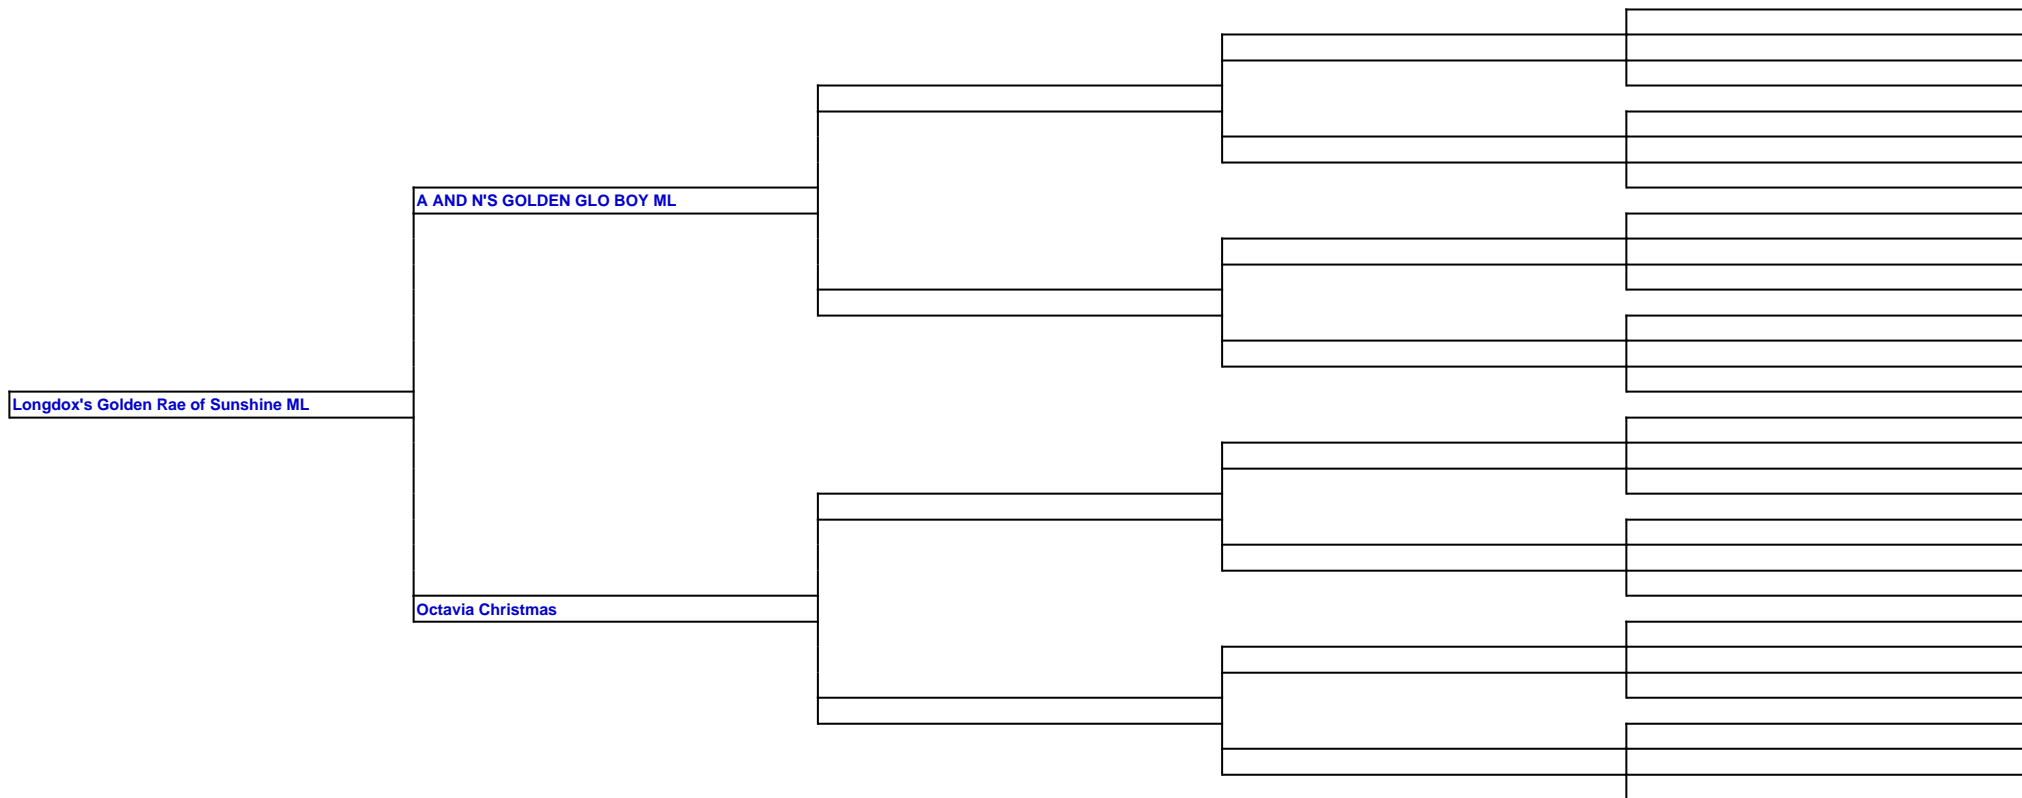 A AND N'S GOLDEN GLO BOY ML
Longdox's Golden Rae of Sunshine ML
Octavia Christmas